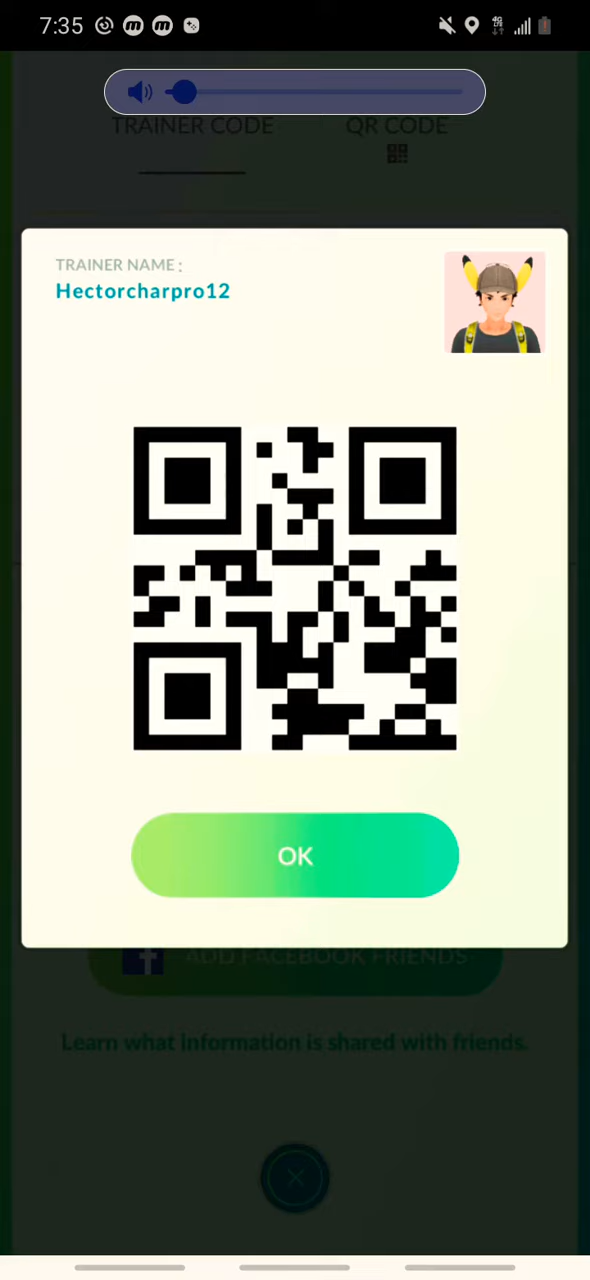 7:35
TRAINER CODE
QR CODE
TRAINER NAME :
Hectorcharpro12
OK
ADD FACEBOOK FRIENDS
Learn what information is shared with friends.